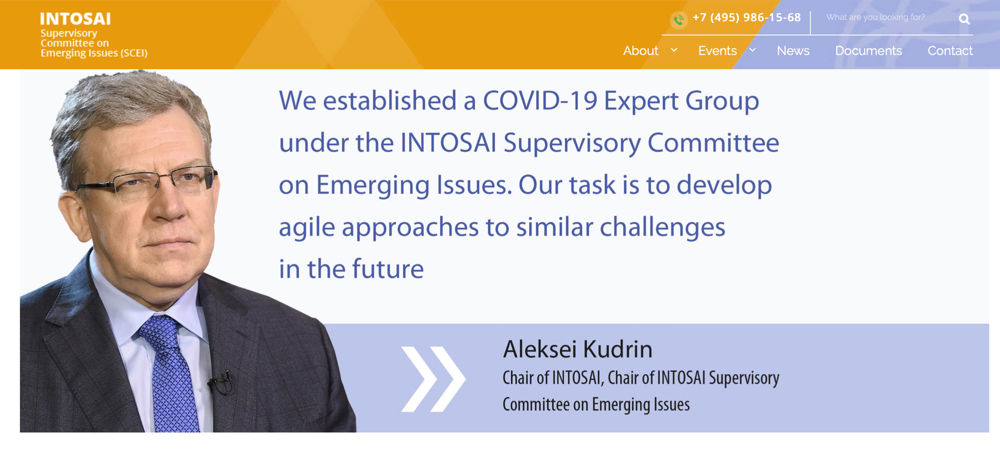 INTOSAI
Supervisory
Committee on
Emerging Issues (SCEI)
+7 (495) 986-15-68
What are you looking for?
About
Events
News
Documents
Contact
We established a COVID-19 Expert Group
under the INTOSAI Supervisory Committee
on Emerging Issues. Our task is to develop
agile approaches to similar challenges
in the future
Aleksei Kudrin
Chair of INTOSAI, Chair of INTOSAI Supervisory
Committee on Emerging Issues